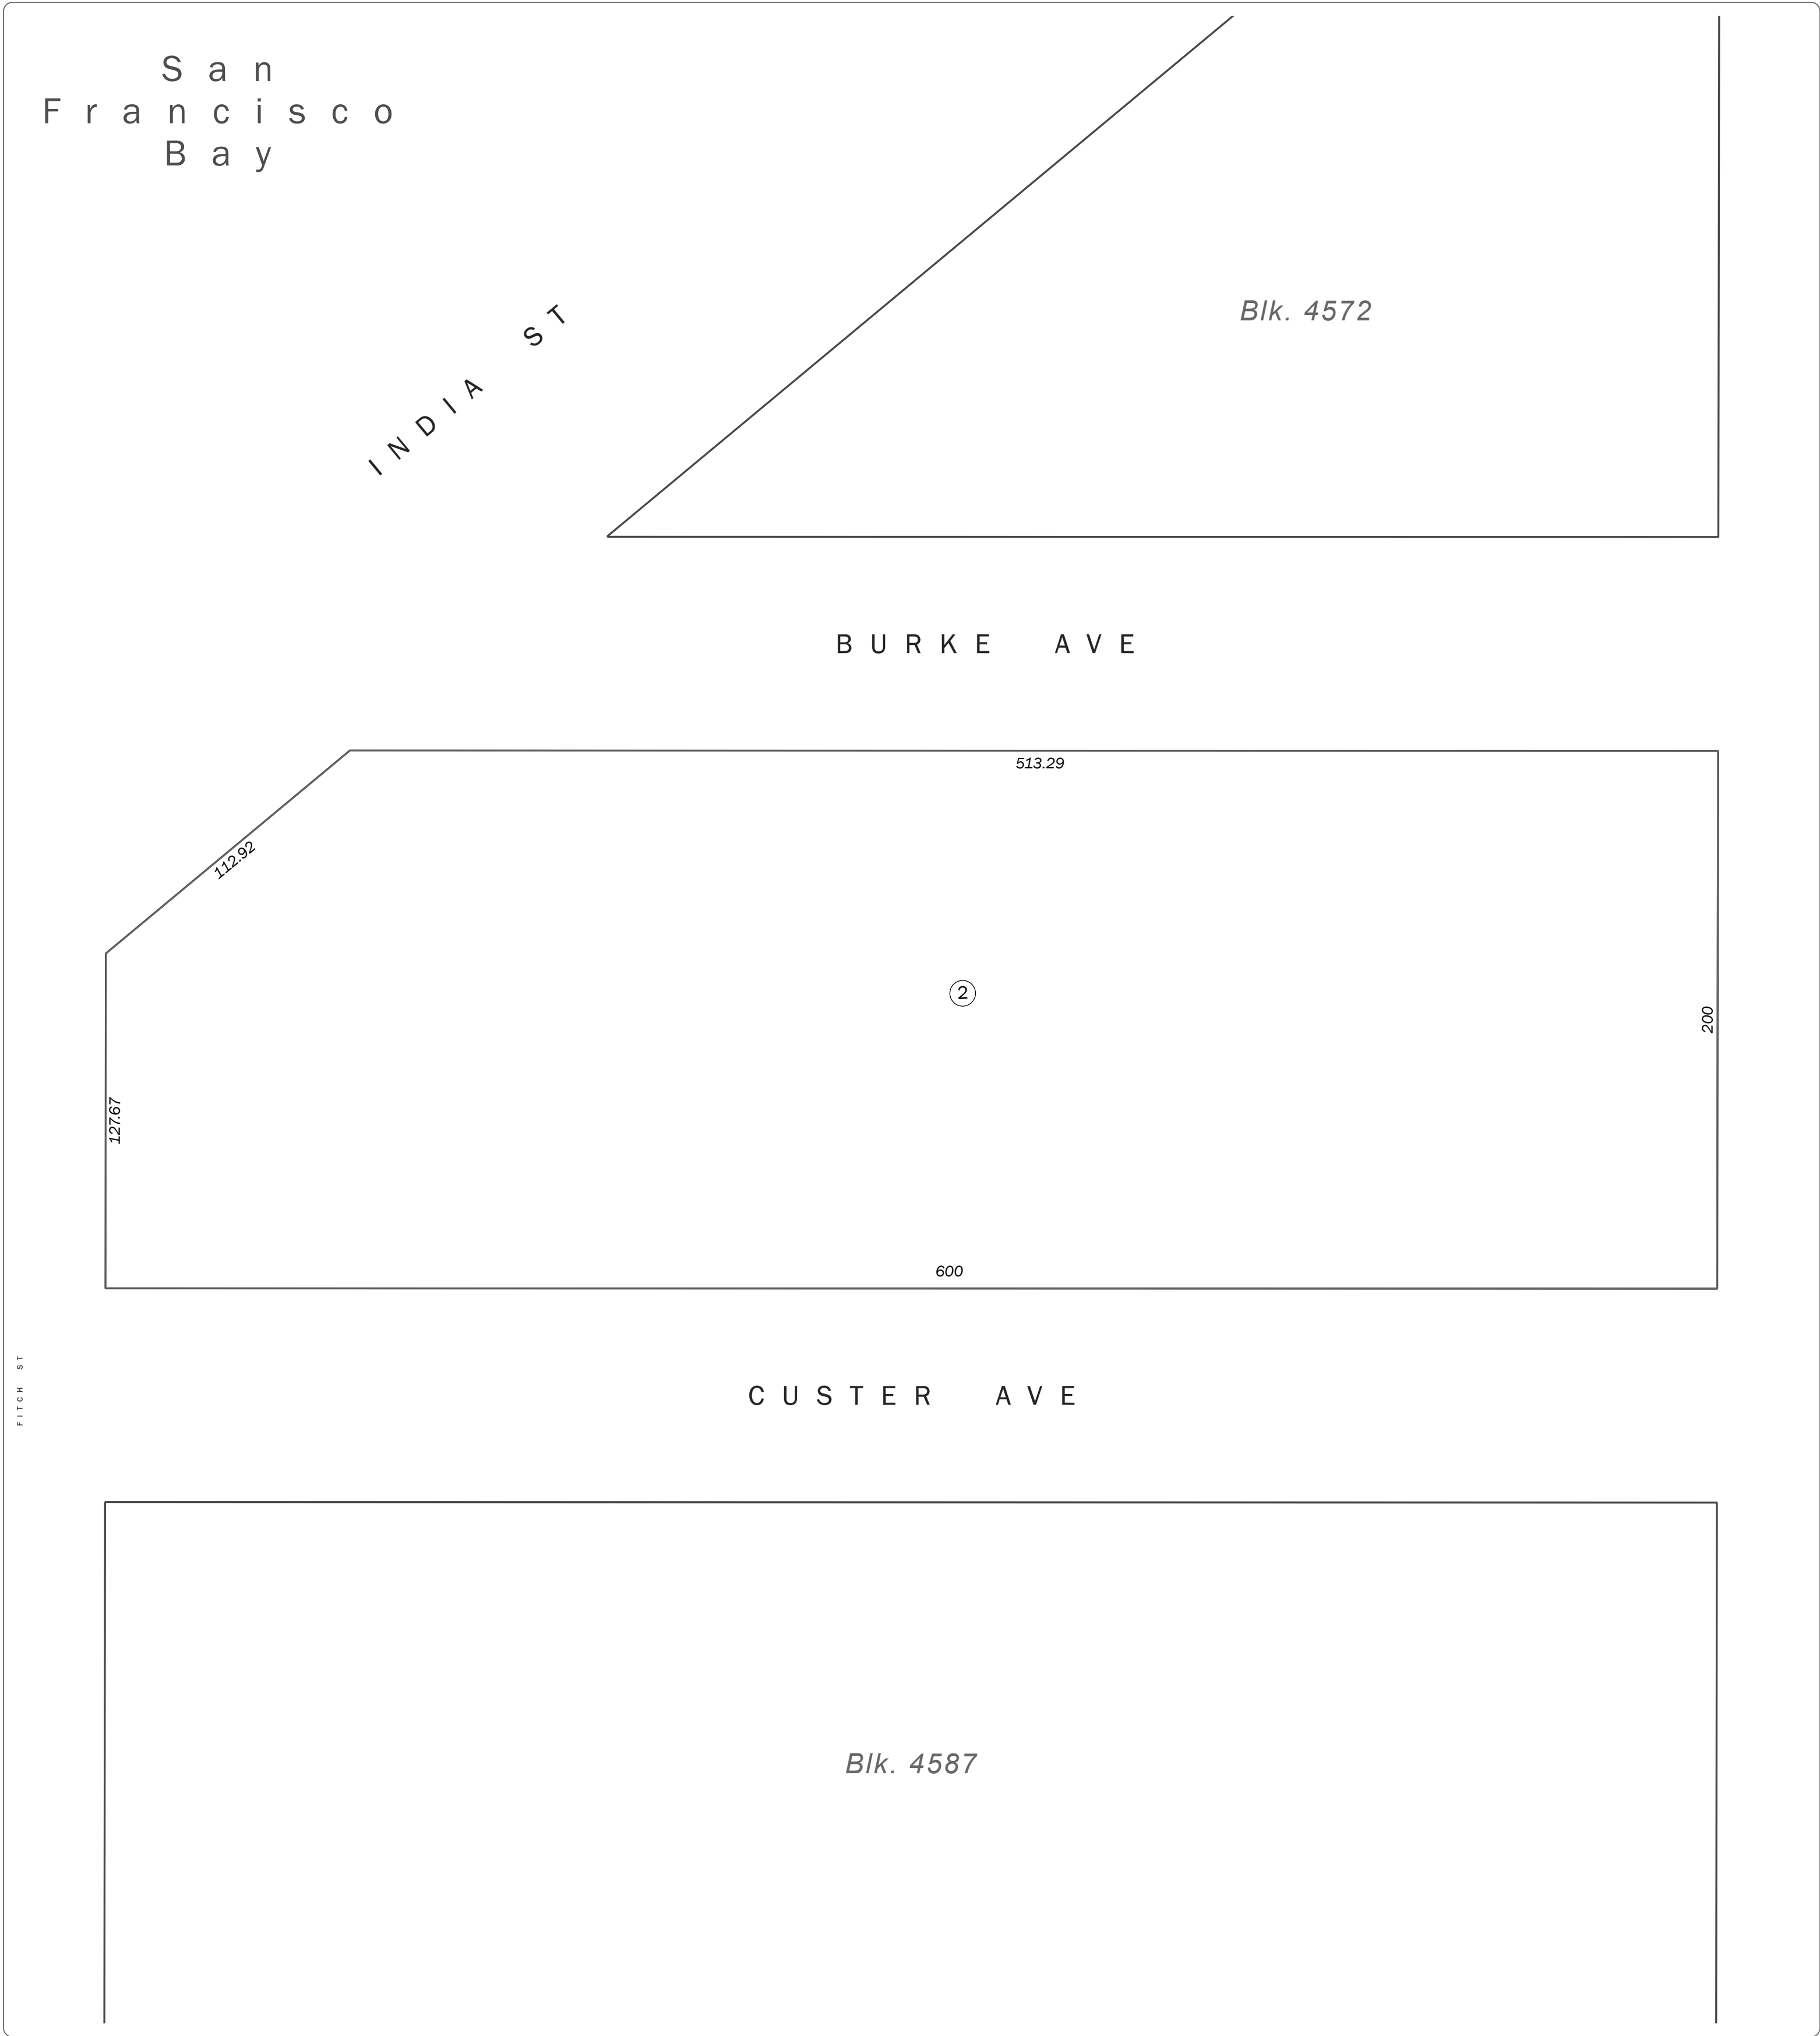 San
Francisco
Bay
INDIA ST
Blk. 4572
BURKE AVE
513.29
112.92
2
200
127.67
600
FITCH ST
CUSTER AVE
Blk. 4587